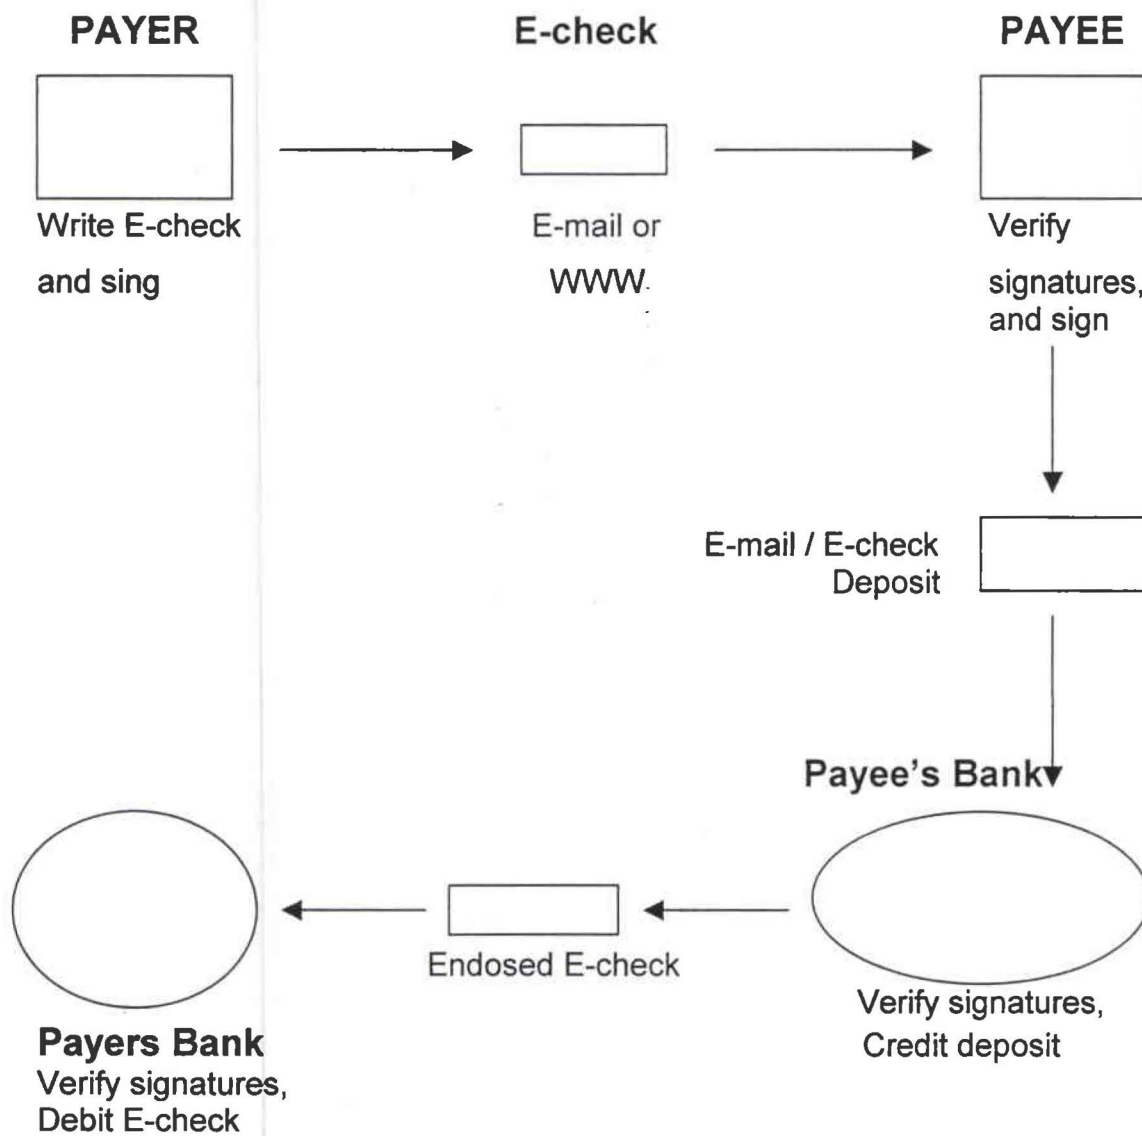 PAYER
E-check
PAYEE
Write E-check
and sing
E-mail or
WWW.
Verify
signatures,
and sign
E-mail / E-check
Deposit
Payee's Bank
Endosed E-check
Verify signatures,
Credit deposit
Payers Bank
Verify signatures,
Debit E-check